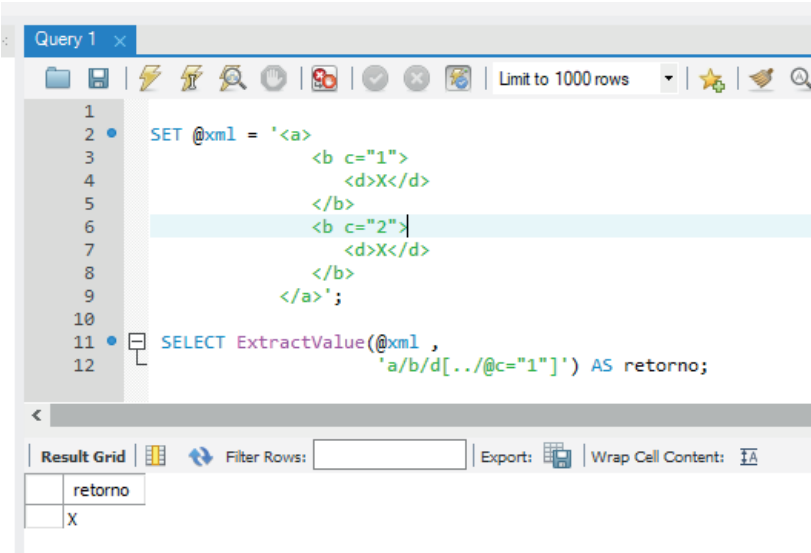 Query 1 ×
Limit to 1000 rows
1
2 SET @xml = '<a>
3 <b c="1">
4 <d>X</d>
5 </b>
6 <b c="2">
7 <d>X</d>
8 </b>
9 </a>';
10
11 SELECT ExtractValue(@xml ,
12 'a/b/d[../@c="1"]') AS retorno;
Result Grid Filter Rows: Export: Wrap Cell Content: IA
retorno
X